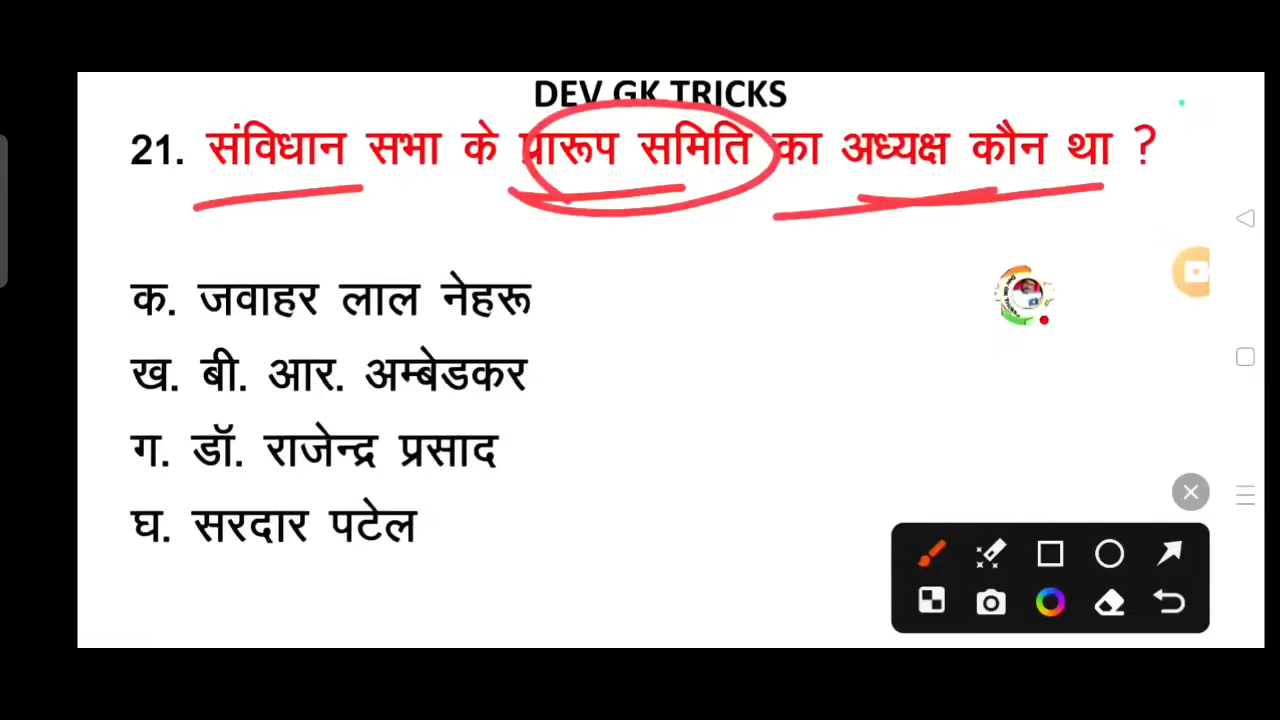 DEV GK TRICKS
21. संविधान सभा के प्रारूप समिति का अध्यक्ष कौन था ?
क. जवाहर लाल नेहरू
ख. बी. आर. अम्बेडकर
ग. डॉ. राजेन्द्र प्रसाद
घ. सरदार पटेल